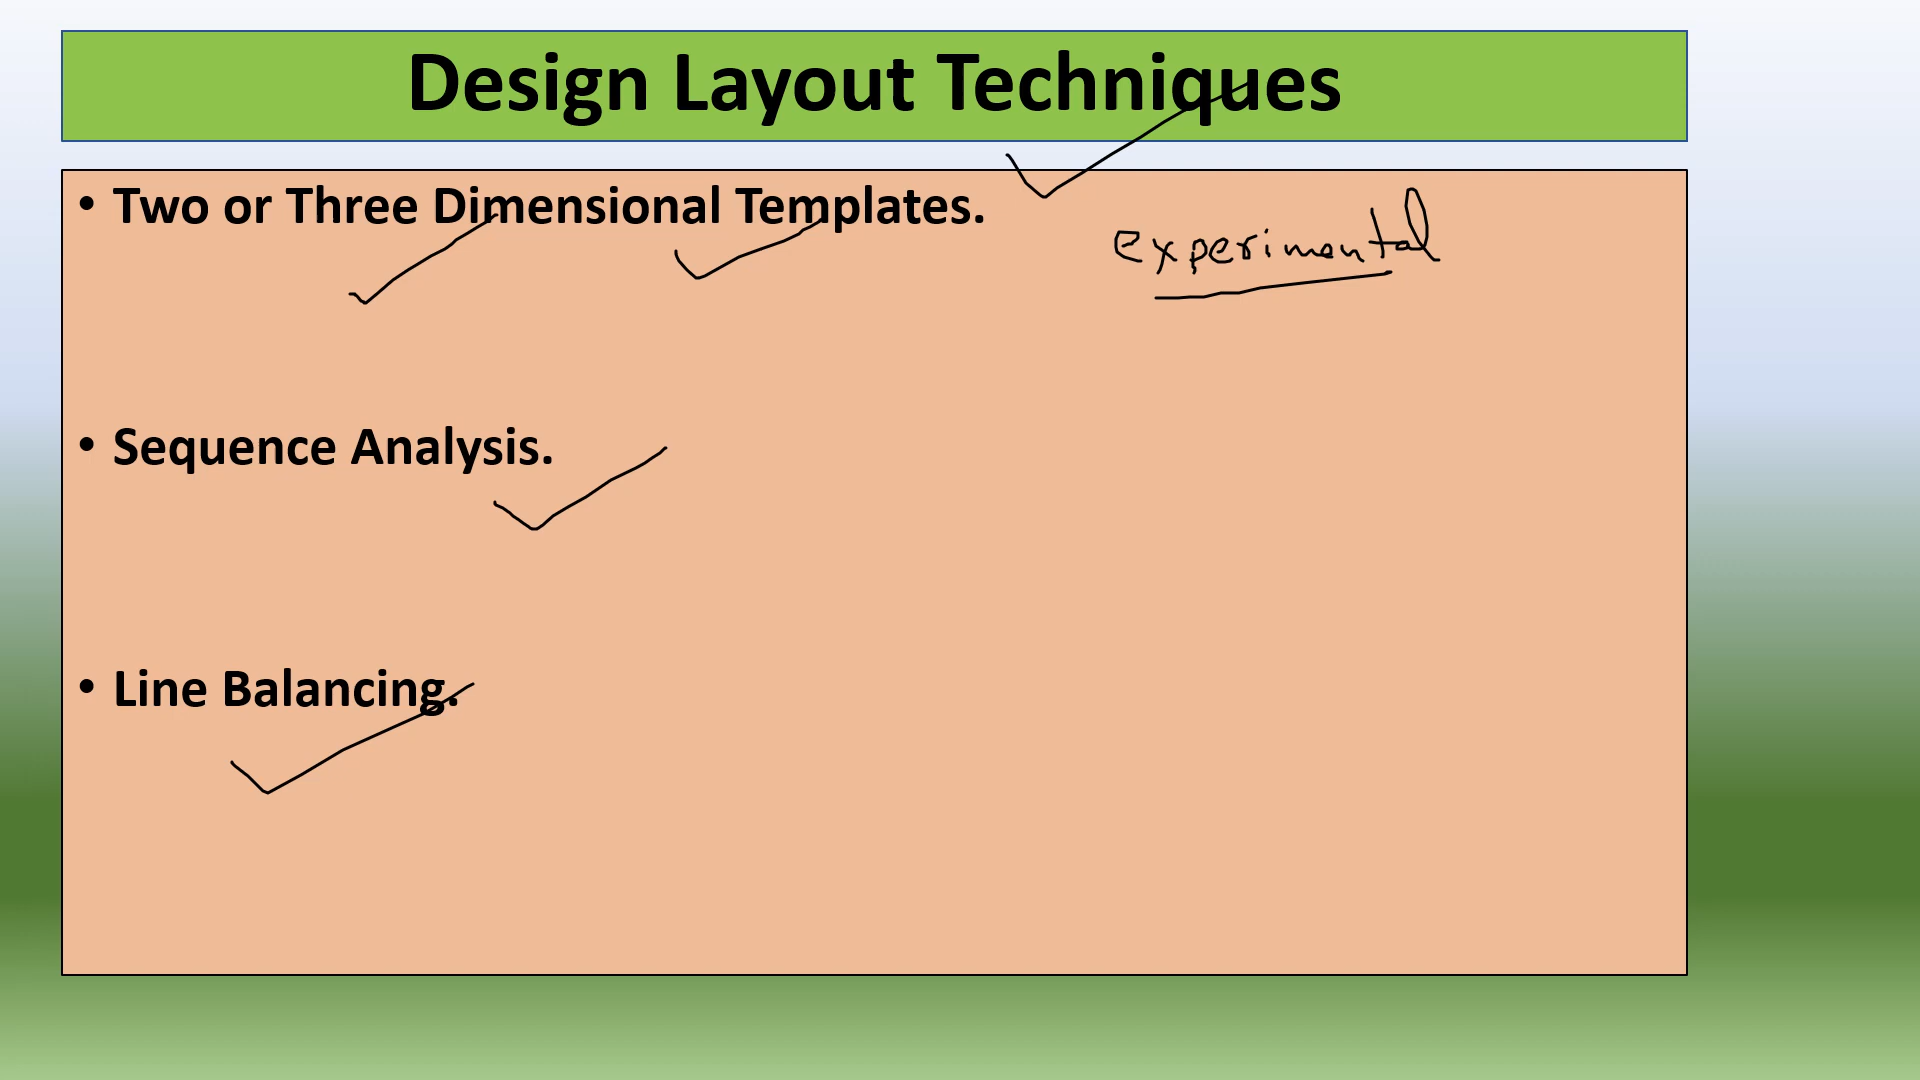 Design Layout Techniques
• Two or Three Dimensional Templates.
experimental
• Sequence Analysis.
• Line Balancing.